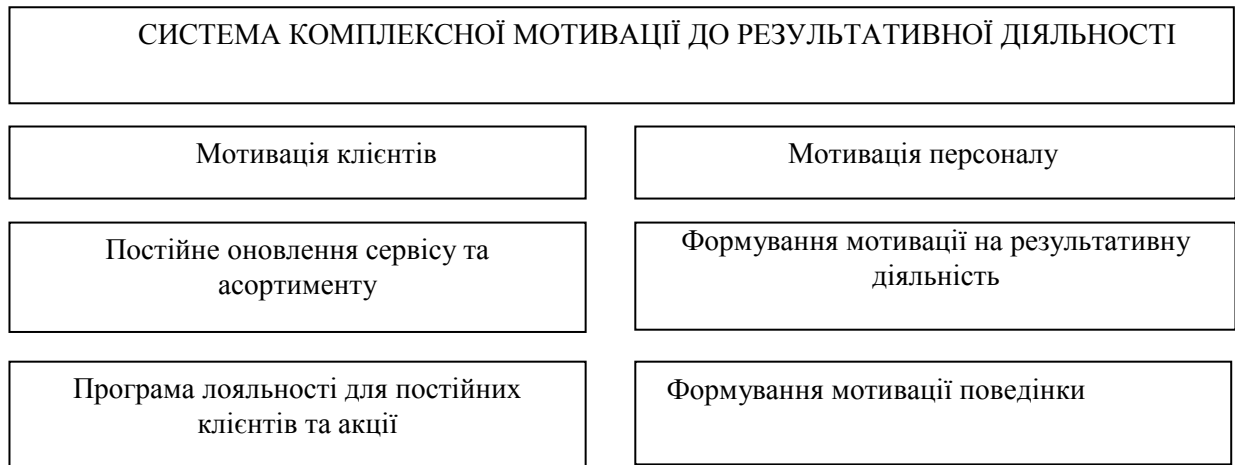 СИСТЕМА КОМПЛЕКСНОЇ МОТИВАЦІЇ ДО РЕЗУЛЬТАТИВНОЇ ДІЯЛЬНОСТІ
Мотивація клієнтів
Мотивація персоналу
Постійне оновлення сервісу та
асортименту
Формування мотивації на результативну
діяльність
Програма лояльності для постійних
клієнтів та акції
Формування мотивації поведінки